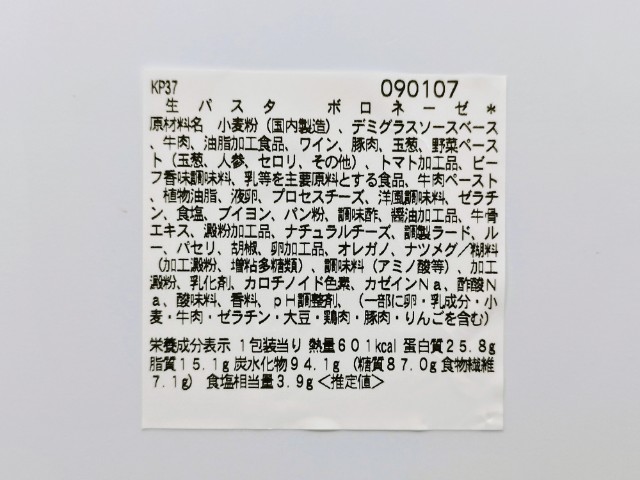 KP37 090107
生パスタ ボロネーゼ*
原材料名 小麦粉（国内製造）、デミグラスソースベース
、牛肉、油脂加工食品、ワイン、豚肉、玉葱、野菜ペー
スト（玉葱、人参、セロリ、その他）、トマト加工品、ビー
フ香味調味料、乳等を主要原料とする食品、牛肉ペースト
、植物油脂、液卵、プロセスチーズ、洋風調味料、ゼラチ
ン、食塩、ブイヨン、パン粉、調味酢、醤油加工品、牛骨
エキス、澱粉加工品、ナチュラルチーズ、調製ラード、ル
ー、パセリ、胡椒、卵加工品、オレガノ、ナツメグ／糊料
（加工澱粉、増粘多糖類）、調味料（アミノ酸等）、加工
澱粉、乳化剤、カロチノイド色素、カゼインＮａ、酢酸Ｎ
ａ、酸味料、香料、ｐＨ調整剤、（一部に卵・乳成分・小
麦・牛肉・ゼラチン・大豆・鶏肉・豚肉・りんごを含む）
栄養成分表示 1包装当り 熱量601kcal 蛋白質25.8g
脂質15.1g 炭水化物94.1g （糖質87.0g 食物繊維
7.1g） 食塩相当量3.9g＜推定値＞